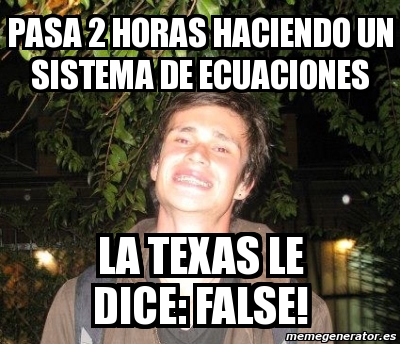 PASA 2 HORAS HACIENDO UN
SISTEMA DE ECUACIONES
LA TEXAS LE
DICE: FALSE!
memegenerator.es